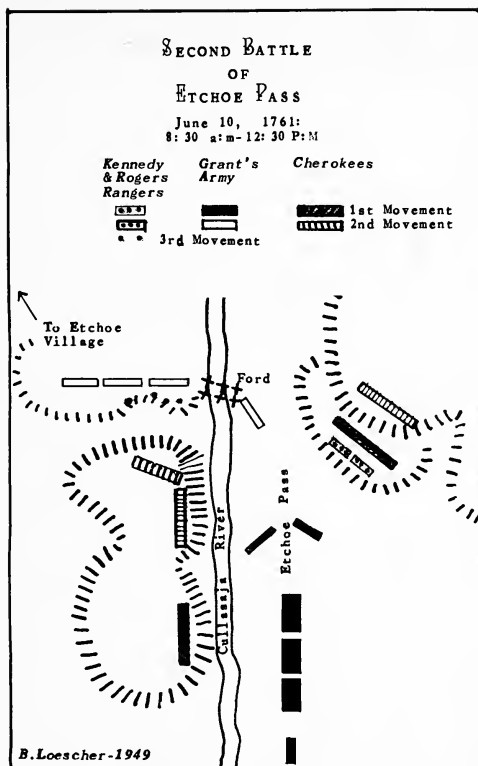 SECOND BATTLE
OF
ETCHOE PASS
June 10, 1761:
8:30 a:m-12:30 P:M
Kennedy
& Rogers
Rangers
Grant's
Army
Cherokees
1st Movement
2nd Movement
3rd Movement
To Etchoe
Village
Ford
Etchoe Pass
Cullasaja River
B.Loescher-1949